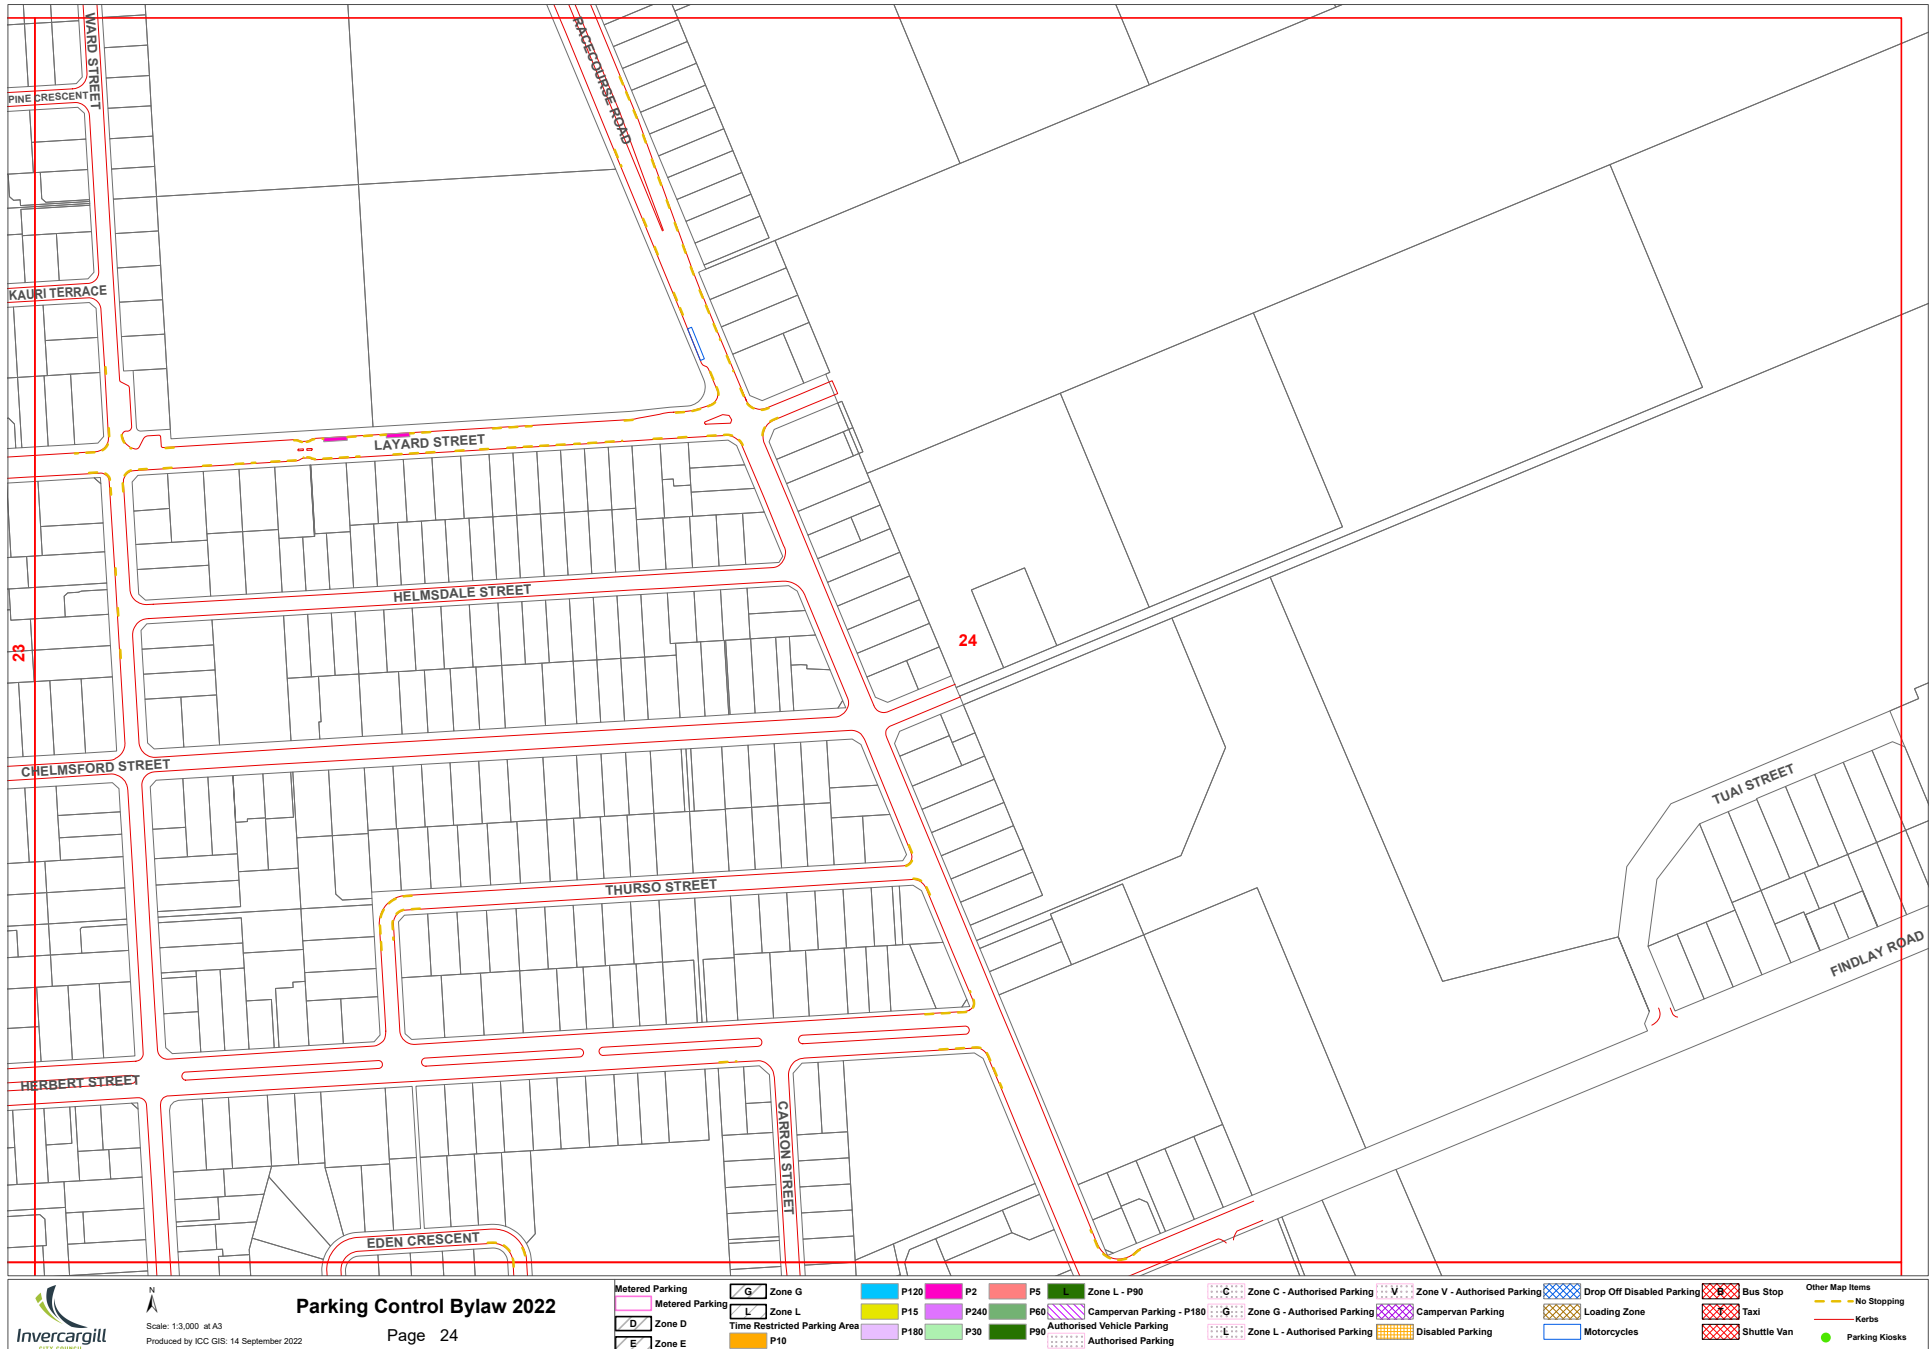 WARD STREET
RACECOURSE ROAD
PINE CRESCENT
KAURI TERRACE
LAYARD STREET
HELMSDALE STREET
23
24
CHELMSFORD STREET
TUAI STREET
THURSO STREET
FINDLAY ROAD
HERBERT STREET
CARRON STREET
EDEN CRESCENT
Invercargill
CITY COUNCIL
N
Scale: 1:3,000 at A3
Produced by ICC GIS: 14 September 2022
Parking Control Bylaw 2022
Page 24
Metered Parking
Metered Parking
D Zone D
E Zone E
G Zone G
L Zone L
Time Restricted Parking Area
P10
P120
P15
P180
P2
P240
P30
P5
P60
P90
L Zone L - P90
Campervan Parking - P180
Authorised Vehicle Parking
Authorised Parking
C Zone C - Authorised Parking
G Zone G - Authorised Parking
L Zone L - Authorised Parking
V Zone V - Authorised Parking
Campervan Parking
Disabled Parking
Drop Off Disabled Parking
Loading Zone
Motorcycles
B Bus Stop
T Taxi
Shuttle Van
Other Map Items
No Stopping
Kerbs
Parking Kiosks